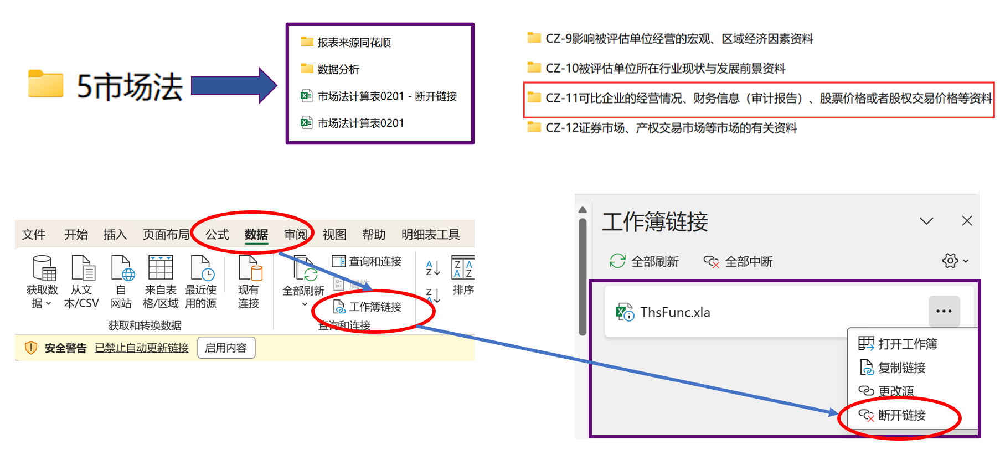 5市场法
报表来源同花顺
数据分析
市场法计算表0201 - 断开链接
市场法计算表0201
CZ-9影响被评估单位经营的宏观、区域经济因素资料
CZ-10被评估单位所在行业现状与发展前景资料
CZ-11可比企业的经营情况、财务信息（审计报告）、股票价格或者股权交易价格等资料
CZ-12证券市场、产权交易市场等市场的有关资料
文件 开始 插入 页面布局 公式 数据 审阅 视图 帮助 明细表工具
获取数据
从文本/CSV
自网站
来自表格/区域
最近使用的源
现有连接
全部刷新
查询和连接
属性
工作簿链接
排序
获取和转换数据
查询和连接
安全警告 已禁止自动更新链接 启用内容
工作簿链接
全部刷新 全部中断
ThsFunc.xla
打开工作簿
复制链接
更改源
断开链接